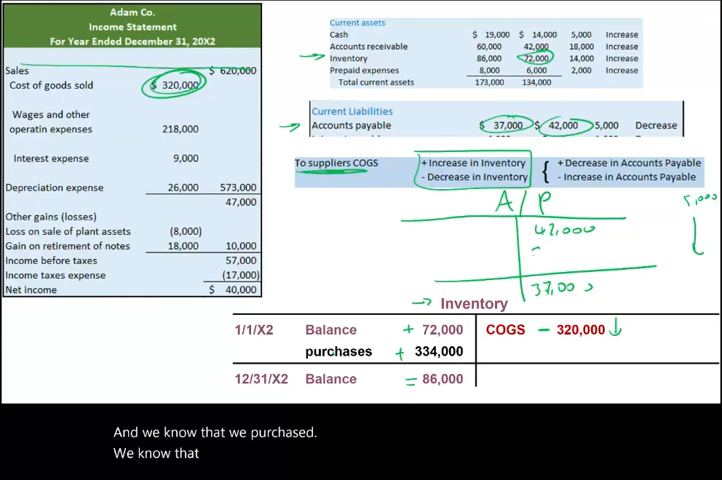 Adam Co.
Income Statement
For Year Ended December 31, 20X2
Sales $ 620,000
Cost of goods sold $ 320,000
Wages and other
operatin expenses 218,000
Interest expense 9,000
Depreciation expense 26,000 573,000
47,000
Other gains (losses)
Loss on sale of plant assets (8,000)
Gain on retirement of notes 18,000 10,000
Income before taxes 57,000
Income taxes expense (17,000)
Net income $ 40,000
Current assets
Cash $ 19,000 $ 14,000 5,000 Increase
Accounts receivable 60,000 42,000 18,000 Increase
Inventory 86,000 72,000 14,000 Increase
Prepaid expenses 8,000 6,000 2,000 Increase
Total current assets 173,000 134,000
Current Liabilities
Accounts payable $ 37,000 $ 42,000 5,000 Decrease
To suppliers COGS + Increase in Inventory { + Decrease in Accounts Payable
- Decrease in Inventory - Increase in Accounts Payable
A/P
42,000
37,000
Inventory
1/1/X2 Balance + 72,000 COGS - 320,000
purchases + 334,000
12/31/X2 Balance = 86,000
And we know that we purchased.
We know that